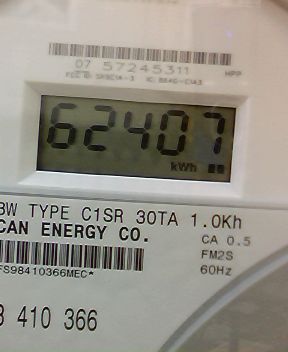 07 57245311 HPP
62407
kWh
BW TYPE C1SR 30TA 1.0Kh
CAN ENERGY CO.
CA 0.5
FM2S
60Hz
FS98410366MEC*
410 366